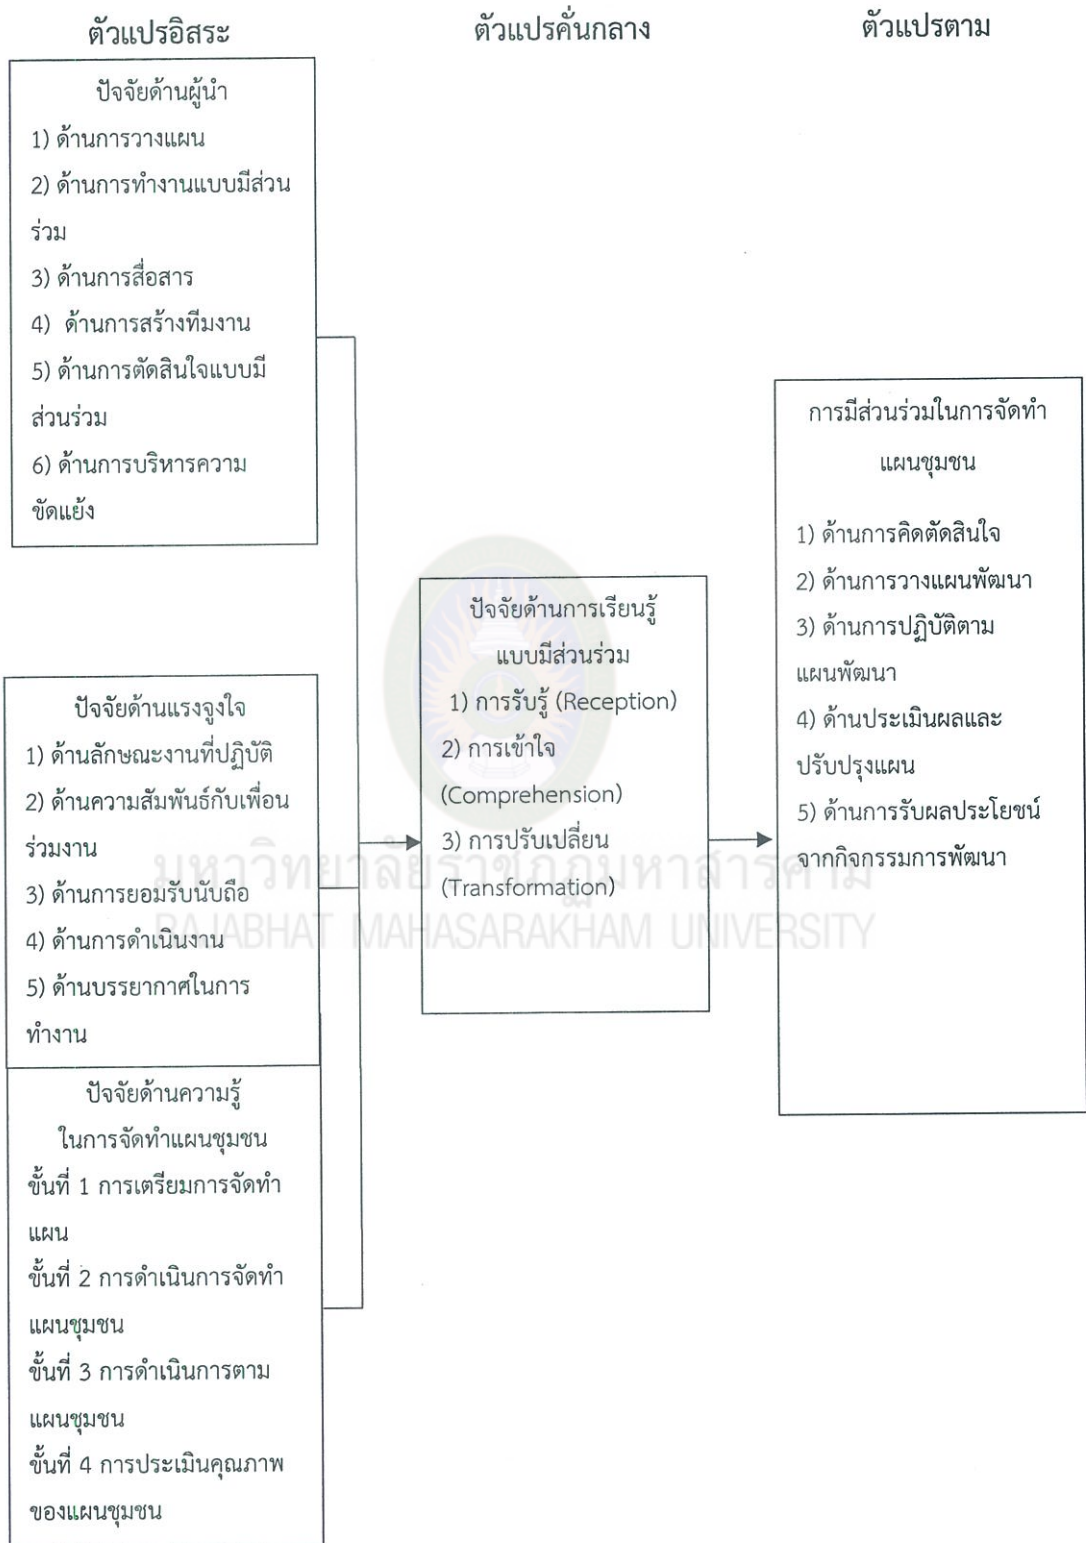 ตัวแปรอิสระ
ปัจจัยด้านผู้นำ
1) ด้านการวางแผน
2) ด้านการทำงานแบบมีส่วน
ร่วม
3) ด้านการสื่อสาร
4) ด้านการสร้างทีมงาน
5) ด้านการตัดสินใจแบบมี
ส่วนร่วม
6) ด้านการบริหารความ
ขัดแย้ง
ปัจจัยด้านแรงจูงใจ
1) ด้านลักษณะงานที่ปฏิบัติ
2) ด้านความสัมพันธ์กับเพื่อน
ร่วมงาน
3) ด้านการยอมรับนับถือ
4) ด้านการดำเนินงาน
5) ด้านบรรยากาศในการ
ทำงาน
ปัจจัยด้านความรู้
ในการจัดทำแผนชุมชน
ขั้นที่ 1 การเตรียมการจัดทำ
แผน
ขั้นที่ 2 การดำเนินการจัดทำ
แผนชุมชน
ขั้นที่ 3 การดำเนินการตาม
แผนชุมชน
ขั้นที่ 4 การประเมินคุณภาพ
ของแผนชุมชน
ตัวแปรคั่นกลาง
ปัจจัยด้านการเรียนรู้
แบบมีส่วนร่วม
1) การรับรู้ (Reception)
2) การเข้าใจ
(Comprehension)
3) การปรับเปลี่ยน
(Transformation)
ตัวแปรตาม
การมีส่วนร่วมในการจัดทำ
แผนชุมชน
1) ด้านการคิดตัดสินใจ
2) ด้านการวางแผนพัฒนา
3) ด้านการปฏิบัติตาม
แผนพัฒนา
4) ด้านประเมินผลและ
ปรับปรุงแผน
5) ด้านการรับผลประโยชน์
จากกิจกรรมการพัฒนา
มหาวิทยาลัยราชภัฏมหาสารคาม
RAJABHAT MAHASARAKHAM UNIVERSITY